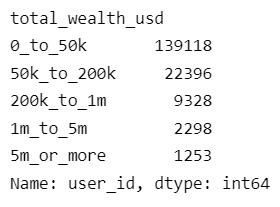 total_wealth_usd
0_to_50k 139118
50k_to_200k 22396
200k_to_1m 9328
1m_to_5m 2298
5m_or_more 1253
Name: user_id, dtype: int64